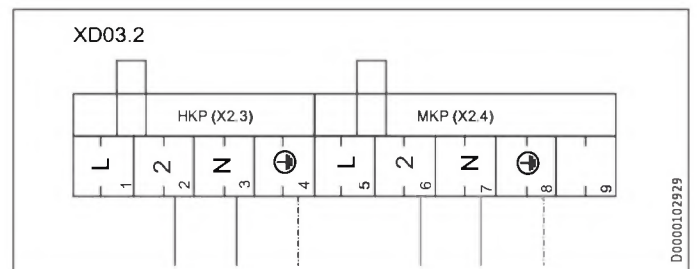 XD03.2
HKP (X2.3) MKP (X2.4)
L 2 N L 2 N
1 2 3 4 5 6 7 8 9
D0000102929